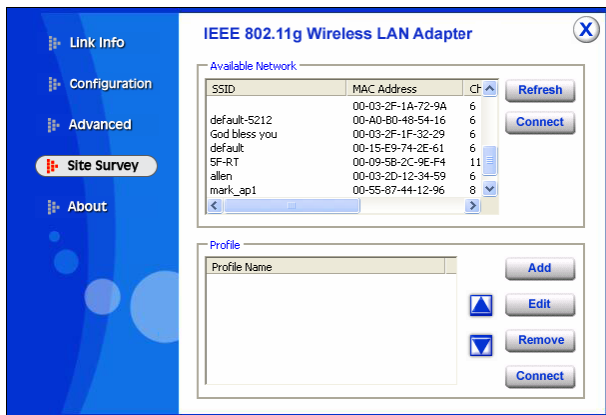 IEEE 802.11g Wireless LAN Adapter
X
Link Info
Configuration
Advanced
Site Survey
About
Available Network
SSID MAC Address Ch
00-03-2F-1A-72-9A 6
default-5212 00-A0-B0-48-54-16 6
God bless you 00-03-2F-1F-32-29 6
default 00-15-E9-74-2E-61 6
5F-RT 00-09-5B-2C-9E-F4 11
allen 00-03-2D-12-34-59 6
mark_ap1 00-55-87-44-12-96 8
Refresh
Connect
Profile
Profile Name
Add
Edit
Remove
Connect